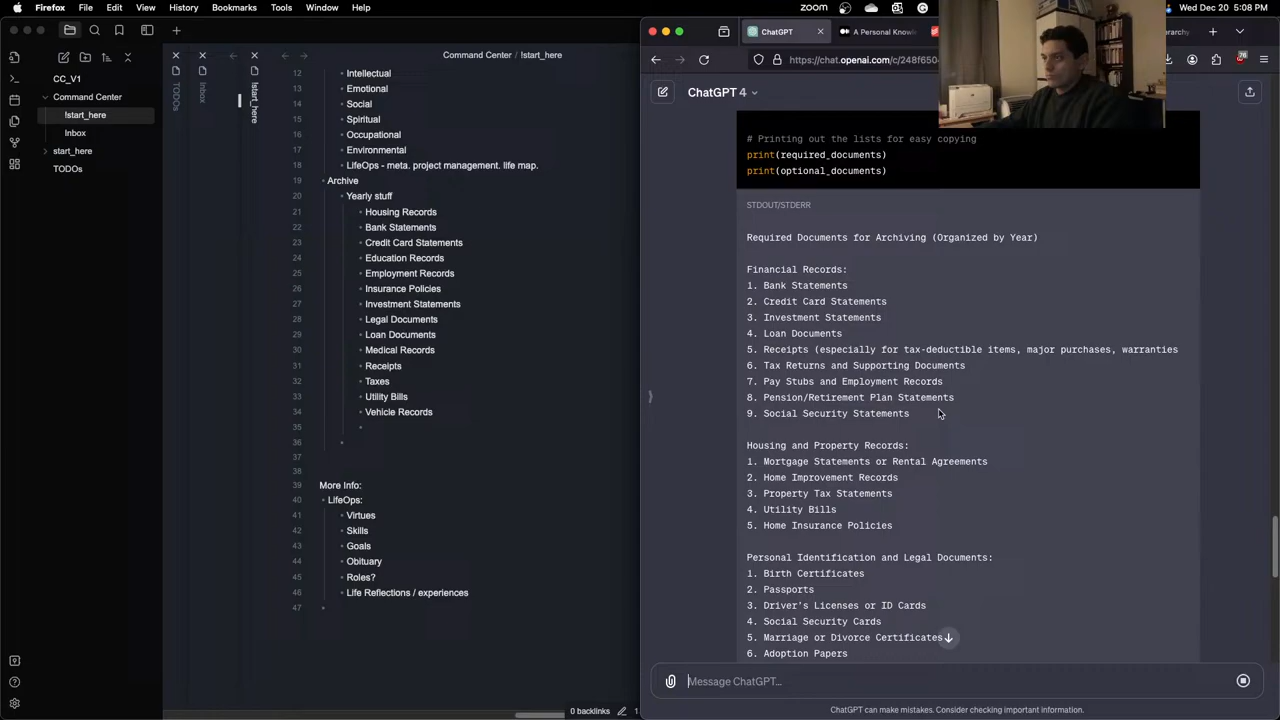 Firefox File Edit View History Bookmarks Tools Window Help
zoom
Wed Dec 20 5:08 PM
CC_V1
Command Center
!start_here
Inbox
start_here
TODOs
TODOs
Inbox
!start_here
Command Center / !start_here
12 Intellectual
13 Emotional
14 Social
15 Spiritual
16 Occupational
17 Environmental
18 LifeOps - meta. project management. life map.
19 Archive
20 Yearly stuff
21 Housing Records
22 Bank Statements
23 Credit Card Statements
24 Education Records
25 Employment Records
26 Insurance Policies
27 Investment Statements
28 Legal Documents
29 Loan Documents
30 Medical Records
31 Receipts
32 Taxes
33 Utility Bills
34 Vehicle Records
35
36
37
38
39 More Info:
40 LifeOps:
41 Virtues
42 Skills
43 Goals
44 Obituary
45 Roles?
46 Life Reflections / experiences
47
0 backlinks
ChatGPT
A Personal Know
https://chat.openai.com/c/248f650
76
ChatGPT 4
# Printing out the lists for easy copying
print(required_documents)
print(optional_documents)
STDOUT/STDERR
Required Documents for Archiving (Organized by Year)
Financial Records:
1. Bank Statements
2. Credit Card Statements
3. Investment Statements
4. Loan Documents
5. Receipts (especially for tax-deductible items, major purchases, warranties
6. Tax Returns and Supporting Documents
7. Pay Stubs and Employment Records
8. Pension/Retirement Plan Statements
9. Social Security Statements
Housing and Property Records:
1. Mortgage Statements or Rental Agreements
2. Home Improvement Records
3. Property Tax Statements
4. Utility Bills
5. Home Insurance Policies
Personal Identification and Legal Documents:
1. Birth Certificates
2. Passports
3. Driver's Licenses or ID Cards
4. Social Security Cards
5. Marriage or Divorce Certificates
6. Adoption Papers
Message ChatGPT...
ChatGPT can make mistakes. Consider checking important information.